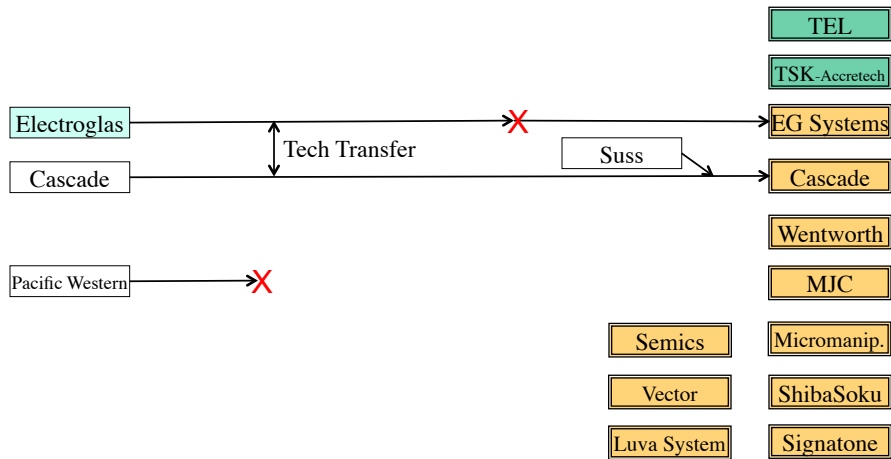 TEL
TSK-Accretech
Electroglas
X
EG Systems
Tech Transfer
Suss
Cascade
Cascade
Wentworth
Pacific Western
X
MJC
Semics
Micromanip.
Vector
ShibaSoku
Luva System
Signatone